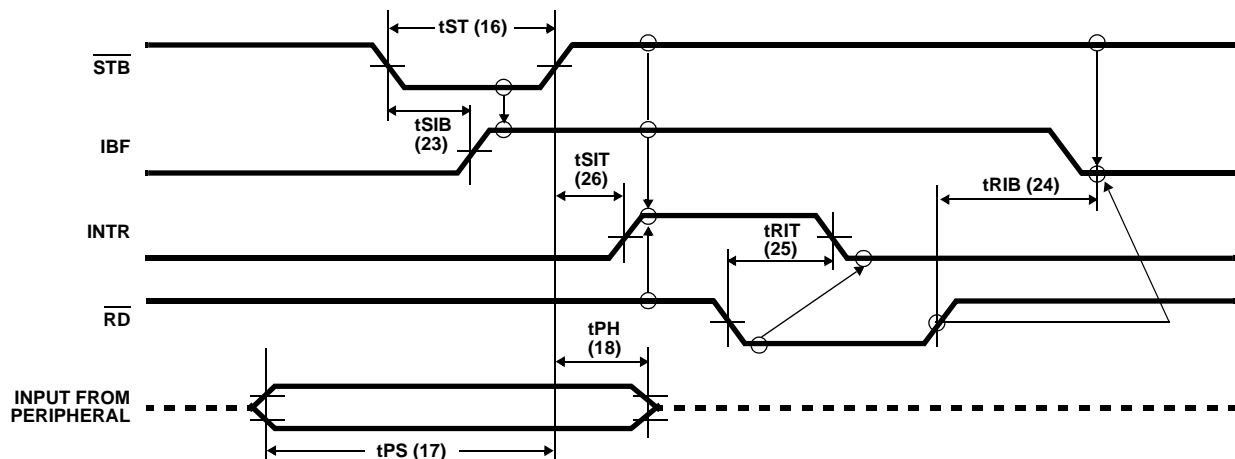 tST (16)
STB
tSIB
(23)
IBF
tSIT
(26)
tRIB (24)
INTR
tRIT
(25)
RD
tPH
(18)
INPUT FROM
PERIPHERAL
tPS (17)